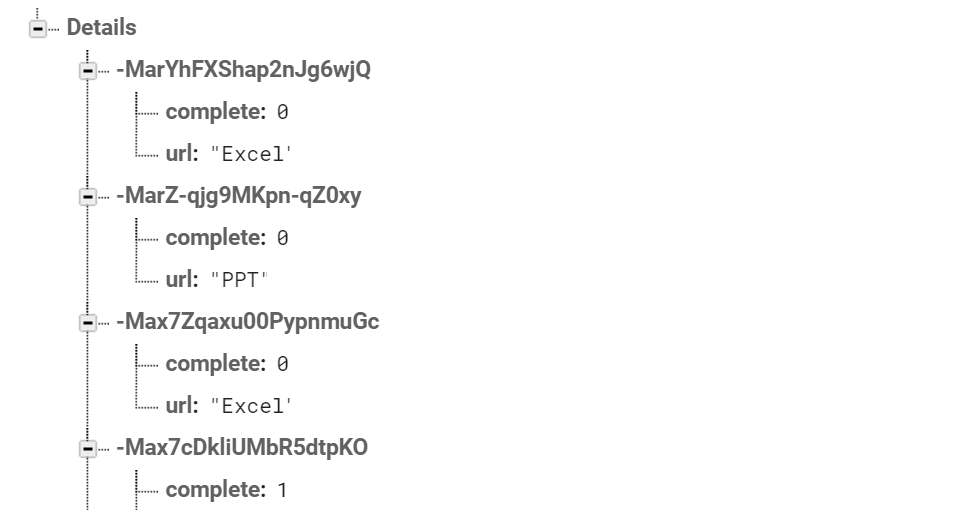 Details
-MarYhFXShap2nJg6wjQ
complete: 0
url: "Excel'
-MarZ-qjg9MKpn-qZ0xy
complete: 0
url: "PPT"
-Max7Zqaxu00PypnmuGc
complete: 0
url: "Excel'
-Max7cDkliUMbR5dtpKO
complete: 1